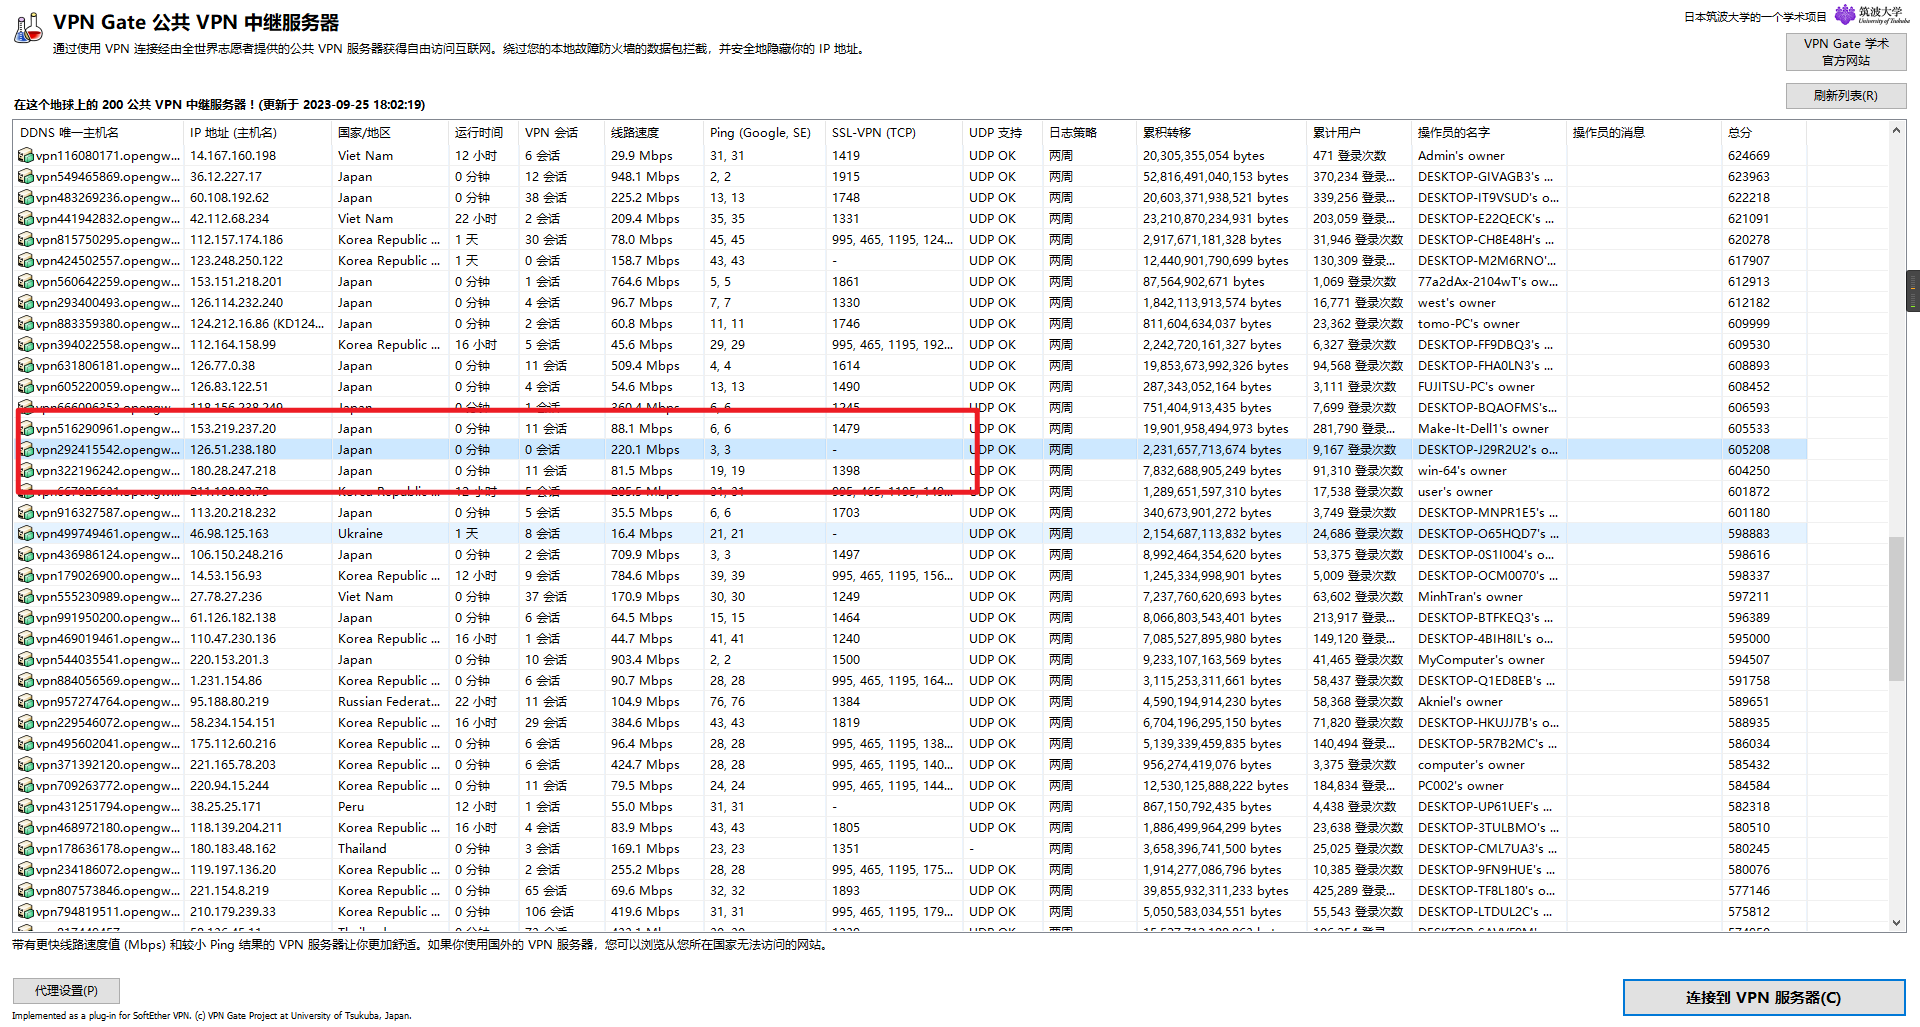 VPN Gate 公共 VPN 中继服务器
通过使用 VPN 连接经由全世界志愿者提供的公共 VPN 服务器获得自由访问互联网。绕过您的本地故障防火墙的数据包拦截，并安全地隐藏你的 IP 地址。
日本筑波大学的一个学术项目
筑波大学
University of Tsukuba
VPN Gate 学术
官方网站
刷新列表(R)
在这个地球上的 200 公共 VPN 中继服务器！(更新于 2023-09-25 18:02:19)
DDNS 唯一主机名 IP 地址 (主机名) 国家/地区 运行时间 VPN 会话 线路速度 Ping (Google, SE) SSL-VPN (TCP) UDP 支持 日志策略 累积转移 累计用户 操作员的名字 操作员的消息 总分
vpn116080171.opengw... 14.167.160.198 Viet Nam 12 小时 6 会话 29.9 Mbps 31, 31 1419 UDP OK 两周 20,305,355,054 bytes 471 登录次数 Admin's owner 624669
vpn549465869.opengw... 36.12.227.17 Japan 0 分钟 12 会话 948.1 Mbps 2, 2 1915 UDP OK 两周 52,816,491,040,153 bytes 370,234 登录... DESKTOP-GIVAGB3's ... 623963
vpn483269236.opengw... 60.108.192.62 Japan 0 分钟 38 会话 225.2 Mbps 13, 13 1748 UDP OK 两周 20,603,371,938,521 bytes 339,256 登录... DESKTOP-IT9VSUD's o... 622218
vpn441942832.opengw... 42.112.68.234 Viet Nam 22 小时 2 会话 209.4 Mbps 35, 35 1331 UDP OK 两周 23,210,870,234,931 bytes 203,059 登录... DESKTOP-E22QECK's ... 621091
vpn815750295.opengw... 112.157.174.186 Korea Republic ... 1 天 30 会话 78.0 Mbps 45, 45 995, 465, 1195, 124... UDP OK 两周 2,917,671,181,328 bytes 31,946 登录次数 DESKTOP-CH8E48H's ... 620278
vpn424502557.opengw... 123.248.250.122 Korea Republic ... 1 天 0 会话 158.7 Mbps 43, 43 - UDP OK 两周 12,440,901,790,699 bytes 130,309 登录... DESKTOP-M2M6RNO'... 617907
vpn560642259.opengw... 153.151.218.201 Japan 0 分钟 1 会话 764.6 Mbps 5, 5 1861 UDP OK 两周 87,564,902,671 bytes 1,069 登录次数 77a2dAx-2104wT's ow... 612913
vpn293400493.opengw... 126.114.232.240 Japan 0 分钟 4 会话 96.7 Mbps 7, 7 1330 UDP OK 两周 1,842,113,913,574 bytes 16,771 登录次数 west's owner 612182
vpn883359380.opengw... 124.212.16.86 (KD124... Japan 0 分钟 2 会话 60.8 Mbps 11, 11 1746 UDP OK 两周 811,604,634,037 bytes 23,362 登录次数 tomo-PC's owner 609999
vpn394022558.opengw... 112.164.158.99 Korea Republic ... 16 小时 5 会话 45.6 Mbps 29, 29 995, 465, 1195, 192... UDP OK 两周 2,242,720,161,327 bytes 6,327 登录次数 DESKTOP-FF9DBQ3's ... 609530
vpn631806181.opengw... 126.77.0.38 Japan 0 分钟 11 会话 509.4 Mbps 4, 4 1614 UDP OK 两周 19,853,673,992,326 bytes 94,568 登录次数 DESKTOP-FHA0LN3's ... 608893
vpn605220059.opengw... 126.83.122.51 Japan 0 分钟 4 会话 54.6 Mbps 13, 13 1490 UDP OK 两周 287,343,052,164 bytes 3,111 登录次数 FUJITSU-PC's owner 608452
vpn666096353.opengw... 118.156.238.249 Japan 0 分钟 1 会话 360.4 Mbps 6, 6 1245 UDP OK 两周 751,404,913,435 bytes 7,699 登录次数 DESKTOP-BQAOFMS's... 606593
vpn516290961.opengw... 153.219.237.20 Japan 0 分钟 11 会话 88.1 Mbps 6, 6 1479 UDP OK 两周 19,901,958,494,973 bytes 281,790 登录... Make-It-Dell1's owner 605533
vpn292415542.opengw... 126.51.238.180 Japan 0 分钟 0 会话 220.1 Mbps 3, 3 - UDP OK 两周 2,231,657,713,674 bytes 9,167 登录次数 DESKTOP-J29R2U2's o... 605208
vpn322196242.opengw... 180.28.247.218 Japan 0 分钟 11 会话 81.5 Mbps 19, 19 1398 UDP OK 两周 7,832,688,905,249 bytes 91,310 登录次数 win-64's owner 604250
Korea Republic ... 12 小时 5 会话 31, 31 UDP OK 两周 1,289,651,597,310 bytes 17,538 登录次数 user's owner 601872
vpn916327587.opengw... 113.20.218.232 Japan 0 分钟 5 会话 35.5 Mbps 6, 6 1703 UDP OK 两周 340,673,901,272 bytes 3,749 登录次数 DESKTOP-MNPR1E5's ... 601180
vpn499749461.opengw... 46.98.125.163 Ukraine 1 天 8 会话 16.4 Mbps 21, 21 - UDP OK 两周 2,154,687,113,832 bytes 24,686 登录次数 DESKTOP-O65HQD7's ... 598883
vpn436986124.opengw... 106.150.248.216 Japan 0 分钟 2 会话 709.9 Mbps 3, 3 1497 UDP OK 两周 8,992,464,354,620 bytes 53,375 登录次数 DESKTOP-0S1I004's o... 598616
vpn179026900.opengw... 14.53.156.93 Korea Republic ... 12 小时 9 会话 784.6 Mbps 39, 39 995, 465, 1195, 156... UDP OK 两周 1,245,334,998,901 bytes 5,009 登录次数 DESKTOP-OCM0070's ... 598337
vpn555230989.opengw... 27.78.27.236 Viet Nam 0 分钟 37 会话 170.9 Mbps 30, 30 1249 UDP OK 两周 7,237,760,620,693 bytes 63,602 登录次数 MinhTran's owner 597211
vpn991950200.opengw... 61.126.182.138 Japan 0 分钟 6 会话 64.5 Mbps 15, 15 1464 UDP OK 两周 8,066,803,543,401 bytes 213,917 登录... DESKTOP-BTFKEQ3's ... 596389
vpn469019461.opengw... 110.47.230.136 Korea Republic ... 16 小时 1 会话 44.7 Mbps 41, 41 1240 UDP OK 两周 7,085,527,895,980 bytes 149,120 登录... DESKTOP-4BIH8IL's o... 595000
vpn544035541.opengw... 220.153.201.3 Japan 0 分钟 10 会话 903.4 Mbps 2, 2 1500 UDP OK 两周 9,233,107,163,569 bytes 41,465 登录次数 MyComputer's owner 594507
vpn884056569.opengw... 1.231.154.86 Korea Republic ... 0 分钟 6 会话 90.7 Mbps 28, 28 995, 465, 1195, 164... UDP OK 两周 3,115,253,311,661 bytes 58,437 登录次数 DESKTOP-Q1ED8EB's ... 591758
vpn957274764.opengw... 95.188.80.219 Russian Federat... 22 小时 11 会话 104.9 Mbps 76, 76 1384 UDP OK 两周 4,590,194,914,230 bytes 58,368 登录次数 Akniel's owner 589651
vpn229546072.opengw... 58.234.154.151 Korea Republic ... 16 小时 29 会话 384.6 Mbps 43, 43 1819 UDP OK 两周 6,704,196,295,150 bytes 71,820 登录次数 DESKTOP-HKUJJ7B's o... 588935
vpn495602041.opengw... 175.112.60.216 Korea Republic ... 0 分钟 6 会话 96.4 Mbps 28, 28 995, 465, 1195, 138... UDP OK 两周 5,139,339,459,835 bytes 140,494 登录... DESKTOP-5R7B2MC's ... 586034
vpn371392120.opengw... 221.165.78.203 Korea Republic ... 0 分钟 6 会话 424.7 Mbps 28, 28 995, 465, 1195, 140... UDP OK 两周 956,274,419,076 bytes 3,375 登录次数 computer's owner 585432
vpn709263772.opengw... 220.94.15.244 Korea Republic ... 0 分钟 11 会话 79.5 Mbps 24, 24 995, 465, 1195, 144... UDP OK 两周 12,530,125,888,222 bytes 184,834 登录... PC002's owner 584584
vpn431251794.opengw... 38.25.25.171 Peru 12 小时 1 会话 55.0 Mbps 31, 31 - UDP OK 两周 867,150,792,435 bytes 4,438 登录次数 DESKTOP-UP61UEF's ... 582318
vpn468972180.opengw... 118.139.204.211 Korea Republic ... 16 小时 4 会话 83.9 Mbps 43, 43 1805 UDP OK 两周 1,886,499,964,299 bytes 23,638 登录次数 DESKTOP-3TULBMO's ... 580510
vpn178636178.opengw... 180.183.48.162 Thailand 0 分钟 3 会话 169.1 Mbps 23, 23 1351 - 两周 3,658,396,741,500 bytes 25,025 登录次数 DESKTOP-CML7UA3's ... 580245
vpn234186072.opengw... 119.197.136.20 Korea Republic ... 0 分钟 2 会话 255.2 Mbps 28, 28 995, 465, 1195, 175... UDP OK 两周 1,914,277,086,796 bytes 10,385 登录次数 DESKTOP-9FN9HUE's ... 580076
vpn807573846.opengw... 221.154.8.219 Korea Republic ... 0 分钟 65 会话 69.6 Mbps 32, 32 1893 UDP OK 两周 39,855,932,311,233 bytes 425,289 登录... DESKTOP-TF8L180's o... 577146
vpn794819511.opengw... 210.179.239.33 Korea Republic ... 0 分钟 106 会话 419.6 Mbps 31, 31 995, 465, 1195, 179... UDP OK 两周 5,050,583,034,551 bytes 55,543 登录次数 DESKTOP-LTDUL2C's ... 575812
带有更快线路速度值 (Mbps) 和较小 Ping 结果的 VPN 服务器让你更加舒适。如果你使用国外的 VPN 服务器，您可以浏览从您所在国家无法访问的网站。
代理设置(P)
连接到 VPN 服务器(C)
Implemented as a plug-in for SoftEther VPN. (c) VPN Gate Project at University of Tsukuba, Japan.